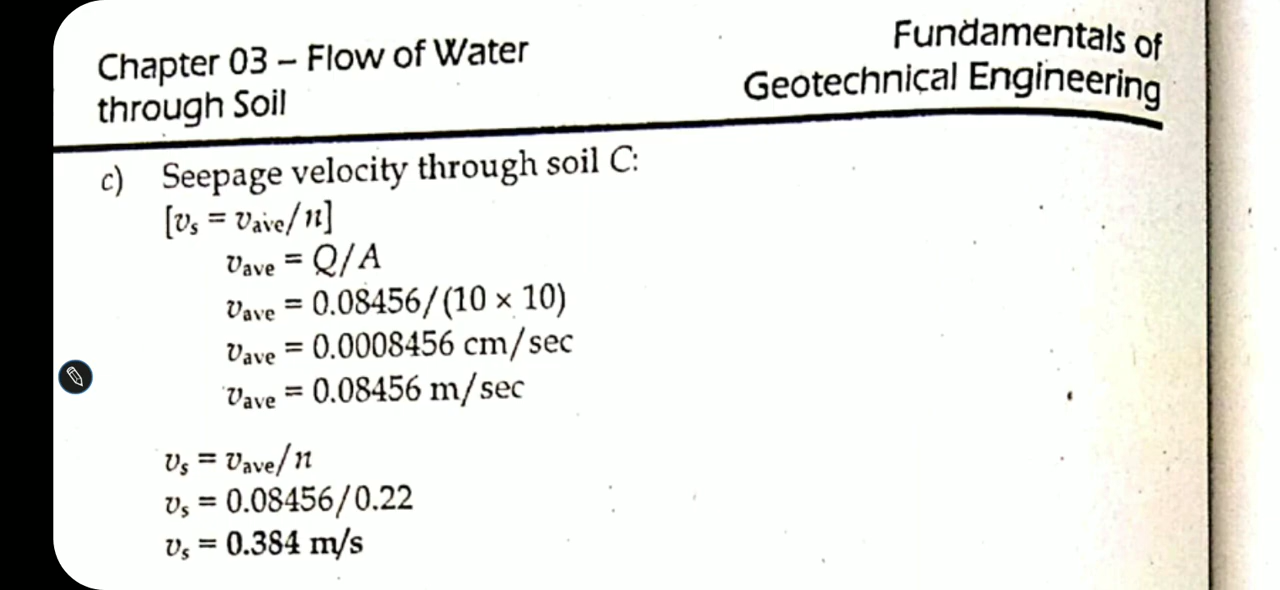 Chapter 03 – Flow of Water
through Soil
Fundamentals of
Geotechnical Engineering
c) Seepage velocity through soil C:
[vₛ = vave/n]
vave = Q/A
vave = 0.08456/(10 × 10)
vave = 0.0008456 cm/sec
vave = 0.08456 m/sec
vₛ = vave/n
vₛ = 0.08456/0.22
vₛ = 0.384 m/s